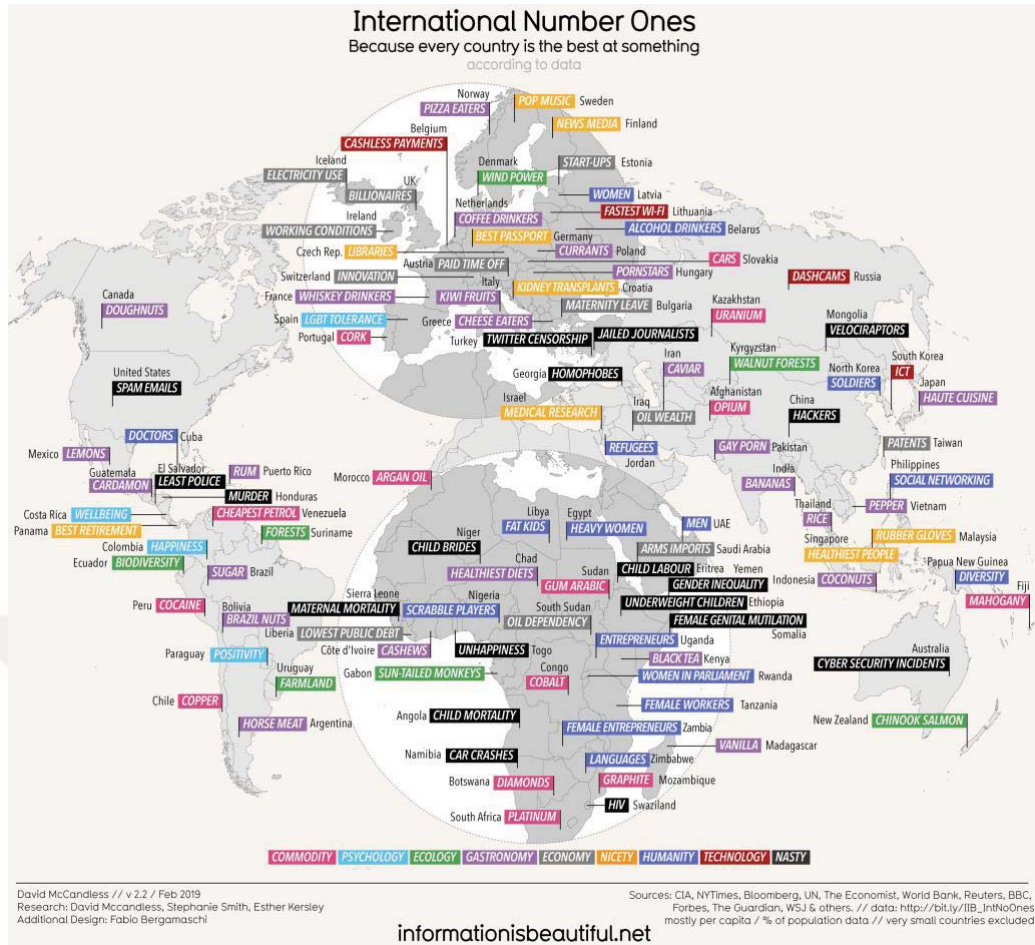 International Number Ones
Because every country is the best at something
according to data
Norway
PIZZA EATERS
POP MUSIC Sweden
NEWS MEDIA Finland
Belgium
CASHLESS PAYMENTS
Iceland
ELECTRICITY USE
UK
BILLIONAIRES
Denmark
WIND POWER
START-UPS Estonia
WOMEN Latvia
Ireland
WORKING CONDITIONS
Netherlands
COFFEE DRINKERS
FASTEST WI-FI Lithuania
ALCOHOL DRINKERS Belarus
BEST PASSPORT Germany
Czech Rep. LIBRARIES
CURRANTS Poland
Austria PAID TIME OFF
CARS Slovakia
Switzerland INNOVATION
PORNSTARS Hungary
DASHCAMS Russia
Italy
KIWI FRUITS
KIDNEY TRANSPLANTS Croatia
France WHISKEY DRINKERS
MATERNITY LEAVE Bulgaria
Canada
DOUGHNUTS
Spain LGBT TOLERANCE
Greece CHEESE EATERS
Kazakhstan
URANIUM
Mongolia
VELOCIRAPTORS
Portugal CORK
Turkey TWITTER CENSORSHIP
JAILED JOURNALISTS
Kyrgyzstan
WALNUT FORESTS
South Korea
ICT
United States
SPAM EMAILS
Georgia HOMOPHOBES
Iran
CAVIAR
North Korea
SOLDIERS
Japan
HAUTE CUISINE
Israel
MEDICAL RESEARCH
Iraq
OIL WEALTH
Afghanistan
OPIUM
China
HACKERS
DOCTORS Cuba
Mexico LEMONS
REFUGEES
Jordan
GAY PORN Pakistan
PATENTS Taiwan
Guatemala
CARDAMON
El Salvador
LEAST POLICE
RUM Puerto Rico
Morocco ARGAN OIL
India
BANANAS
Philippines
SOCIAL NETWORKING
MURDER Honduras
Costa Rica WELLBEING
CHEAPEST PETROL Venezuela
Libya
FAT KIDS
Egypt
HEAVY WOMEN
MEN UAE
Thailand
RICE
PEPPER Vietnam
Panama BEST RETIREMENT
FORESTS Suriname
Niger
CHILD BRIDES
ARMS IMPORTS Saudi Arabia
Singapore
HEALTHIEST PEOPLE
RUBBER GLOVES Malaysia
Colombia HAPPINESS
Ecuador BIODIVERSITY
Chad
HEALTHIEST DIETS
CHILD LABOUR Eritrea
Yemen
GENDER INEQUALITY
Papua New Guinea
DIVERSITY
SUGAR Brazil
Sudan
GUM ARABIC
Indonesia COCONUTS
Fiji
MAHOGANY
Peru COCAINE
Bolivia
BRAZIL NUTS
Sierra Leone
MATERNAL MORTALITY
Nigeria
SCRABBLE PLAYERS
South Sudan
OIL DEPENDENCY
UNDERWEIGHT CHILDREN Ethiopia
FEMALE GENITAL MUTILATION
Somalia
Liberia LOWEST PUBLIC DEBT
Côte d'Ivoire CASHEWS
UNHAPPINESS Togo
ENTREPRENEURS Uganda
BLACK TEA Kenya
Paraguay POSITIVITY
Uruguay
FARMLAND
Gabon SUN-TAILED MONKEYS
Congo
COBALT
WOMEN IN PARLIAMENT Rwanda
Australia
CYBER SECURITY INCIDENTS
Chile COPPER
FEMALE WORKERS Tanzania
Angola CHILD MORTALITY
HORSE MEAT Argentina
FEMALE ENTREPRENEURS Zambia
New Zealand CHINOOK SALMON
VANILLA Madagascar
Namibia CAR CRASHES
LANGUAGES Zimbabwe
Botswana DIAMONDS
GRAPHITE Mozambique
HIV Swaziland
South Africa PLATINUM
COMMODITY PSYCHOLOGY ECOLOGY GASTRONOMY ECONOMY NICETY HUMANITY TECHNOLOGY NASTY
David McCandless // v 2.2 / Feb 2019
Research: David Mccandless, Stephanie Smith, Esther Kersley
Additional Design: Fabio Bergamaschi
Sources: CIA, NYTimes, Bloomberg, UN, The Economist, World Bank, Reuters, BBC,
Forbes, The Guardian, WSJ & others. // data: http://bit.ly/IIB_IntNoOnes
mostly per capita / % of population data // very small countries excluded
informationisbeautiful.net